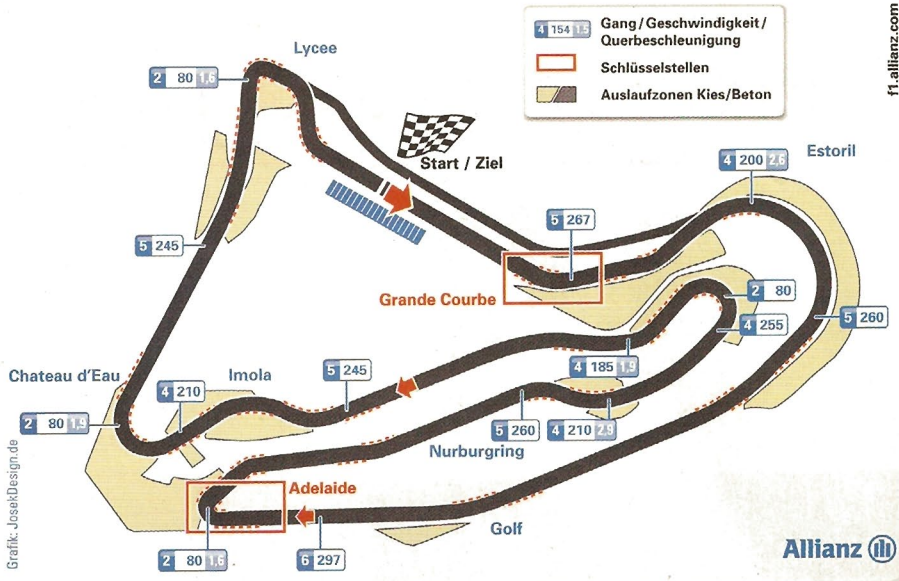 4 154 1.5
Gang/Geschwindigkeit/
Querbeschleunigung
Schlüsselstellen
Auslaufzonen Kies/Beton
f1.allianz.com
Lycee
2 80 1,6
Start / Ziel
Estoril
4 200 2,6
5 267
5 245
Grande Courbe
2 80
4 255
5 260
Chateau d'Eau
4 210
Imola
5 245
4 185 1,9
2 80 1,9
5 260
4 210 2,9
Nurburgring
Adelaide
Golf
2 80 1,6
6 297
Grafik: JosekDesign.de
Allianz